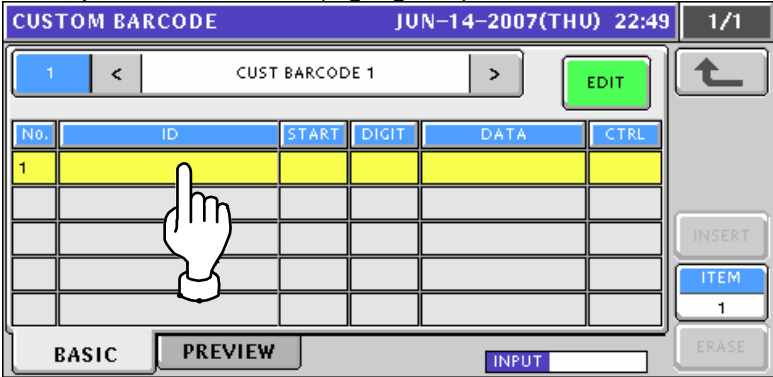 CUSTOM BARCODE JUN-14-2007(THU) 22:49 1/1
1 < CUST BARCODE 1 > EDIT
No. ID START DIGIT DATA CTRL
1
INSERT
ITEM
1
BASIC PREVIEW INPUT ERASE